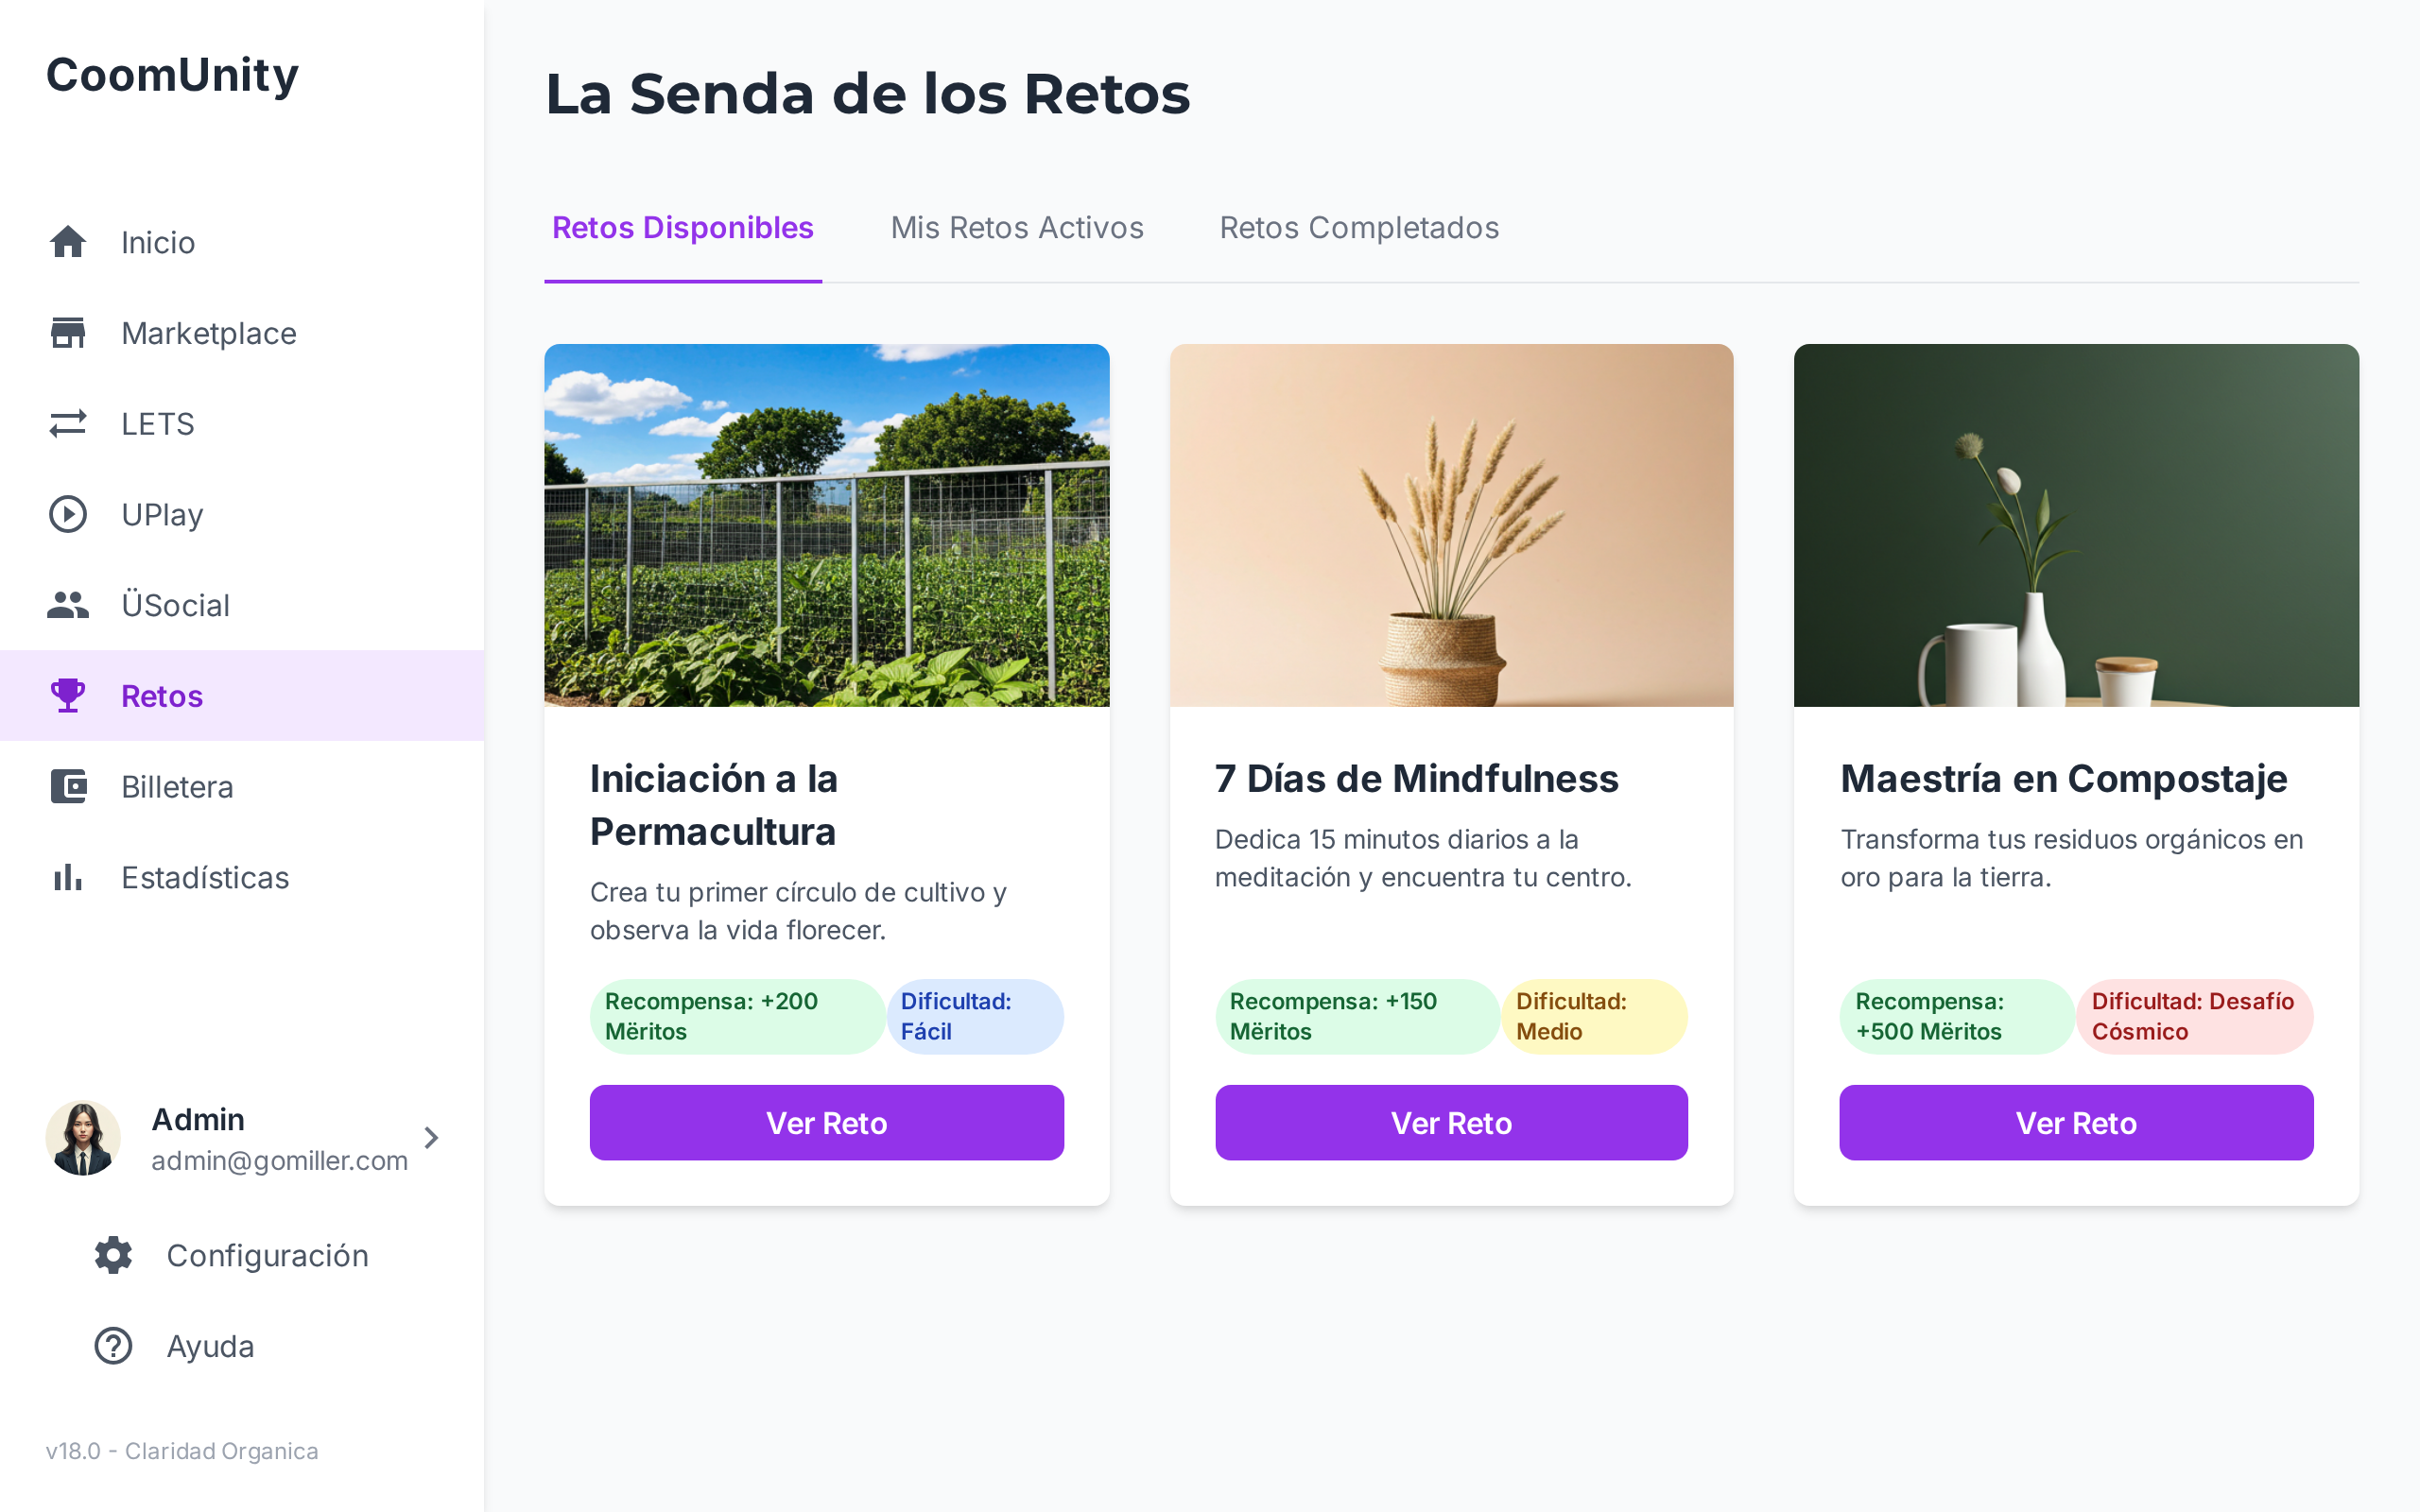 CoomUnity
Inicio
Marketplace
LETS
UPlay
ÜSocial
Retos
Billetera
Estadísticas
Admin
admin@gomiller.com
Configuración
Ayuda
v18.0 - Claridad Organica
La Senda de los Retos
Retos Disponibles
Mis Retos Activos
Retos Completados
Iniciación a la
Permacultura
Crea tu primer círculo de cultivo y
observa la vida florecer.
Recompensa: +200
Mëritos
Dificultad:
Fácil
Ver Reto
7 Días de Mindfulness
Dedica 15 minutos diarios a la
meditación y encuentra tu centro.
Recompensa: +150
Mëritos
Dificultad:
Medio
Ver Reto
Maestría en Compostaje
Transforma tus residuos orgánicos en
oro para la tierra.
Recompensa:
+500 Mëritos
Dificultad: Desafío
Cósmico
Ver Reto